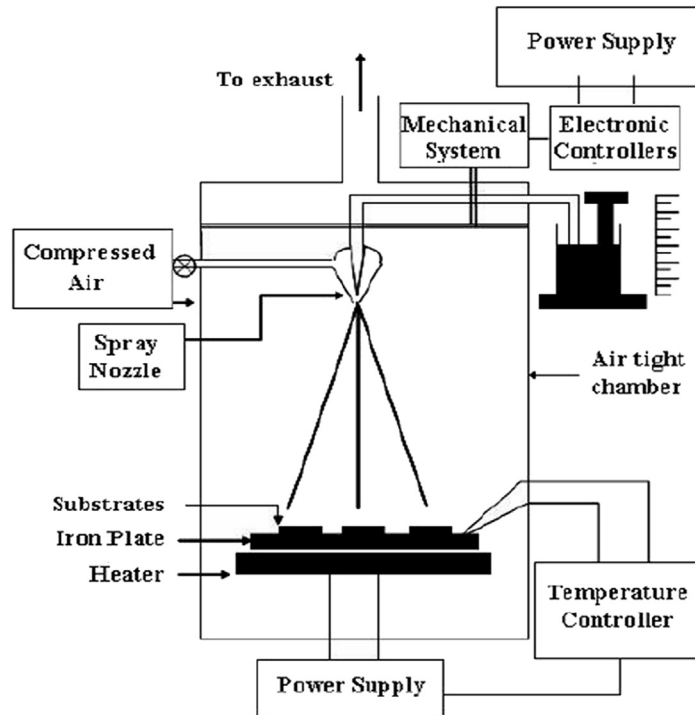 Power Supply
To exhaust
Mechanical
System
Electronic
Controllers
Compressed
Air
Spray
Nozzle
Air tight
chamber
Substrates
Iron Plate
Heater
Temperature
Controller
Power Supply